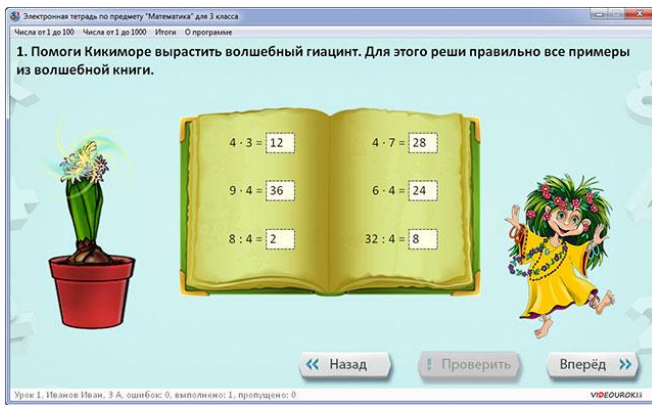 Электронная тетрадь по предмету "Математика" для 3 класса
Числа от 1 до 100 Числа от 1 до 1000 Итоги О программе
1. Помоги Кикиморе вырастить волшебный гиацинт. Для этого реши правильно все примеры
из волшебной книги.
4 · 3 = 12
9 · 4 = 36
8 : 4 = 2
4 · 7 = 28
6 · 4 = 24
32 : 4 = 8
Назад
Проверить
Вперёд
Урок 1, Иванов Иван, 3 А, ошибок: 0, выполнено: 1, пропущено: 0
VIDEOUROKI